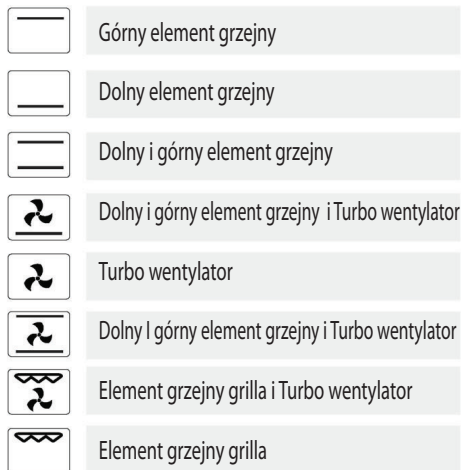 Górny element grzejny
Dolny element grzejny
Dolny i górny element grzejny
Dolny i górny element grzejny i Turbo wentylator
Turbo wentylator
Dolny I górny element grzejny i Turbo wentylator
Element grzejny grilla i Turbo wentylator
Element grzejny grilla